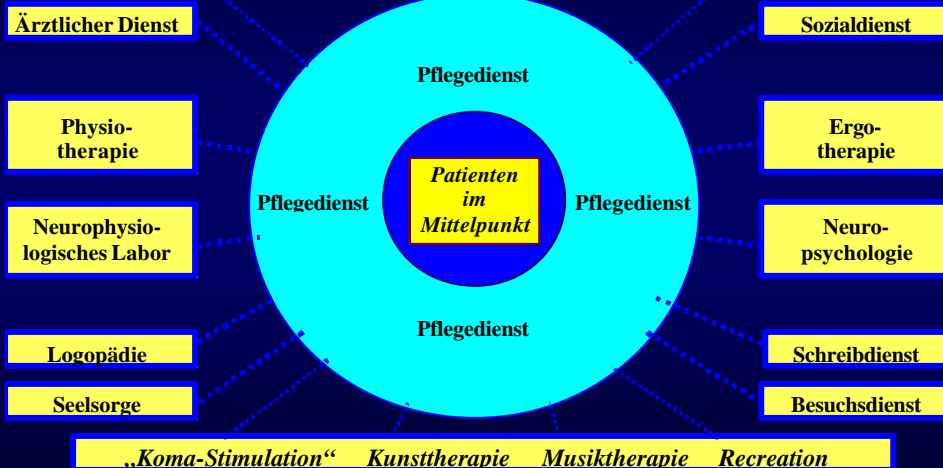 Ärztlicher Dienst
Sozialdienst
Pflegedienst
Physio-
therapie
Ergo-
therapie
Patienten
im
Mittelpunkt
Pflegedienst
Pflegedienst
Neurophysio-
logisches Labor
Neuro-
psychologie
Pflegedienst
Logopädie
Schreibdienst
Seelsorge
Besuchsdienst
„Koma-Stimulation“ Kunsttherapie Musiktherapie Recreation